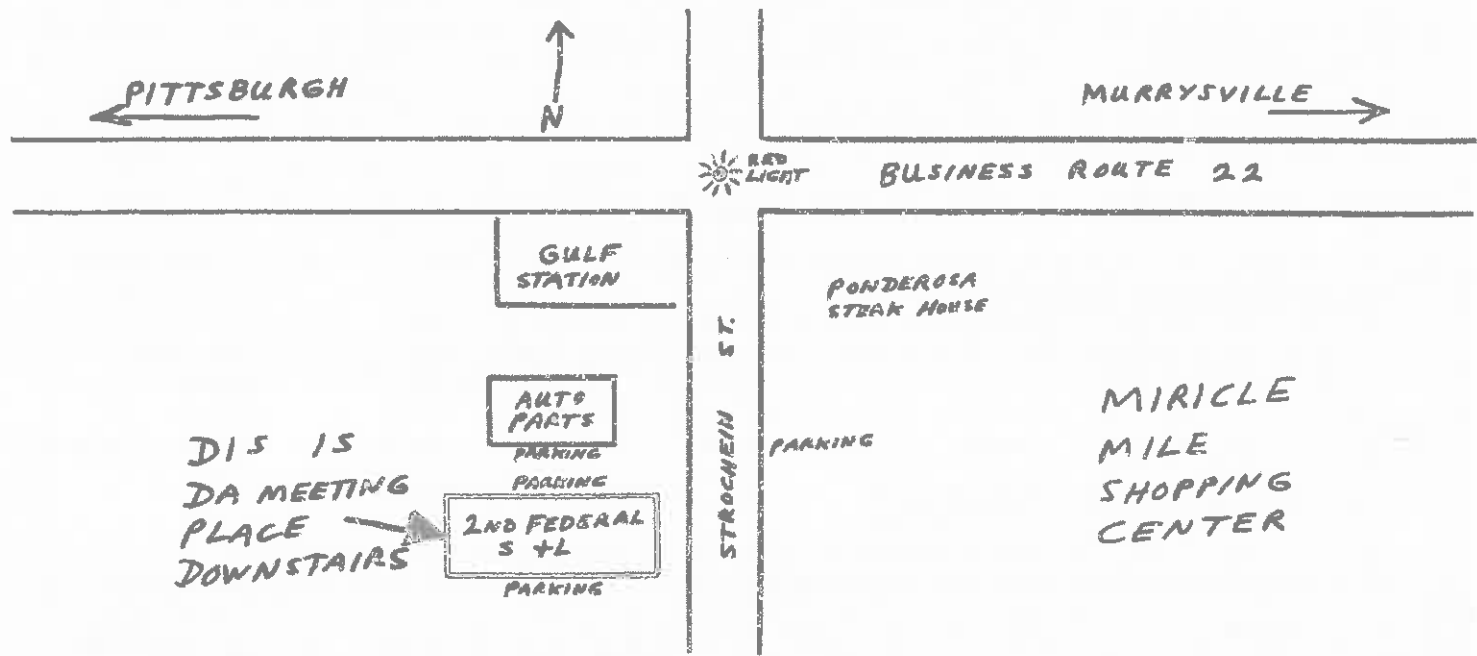 PITTSBURGH
N
MURRYSVILLE
RED
LIGHT
BUSINESS ROUTE 22
GULF
STATION
PONDEROSA
STEAK HOUSE
STROCHEIN ST.
AUTO
PARTS
PARKING
PARKING
PARKING
MIRICLE
MILE
SHOPPING
CENTER
DIS IS
DA MEETING
PLACE
DOWNSTAIRS
2ND FEDERAL
S + L
PARKING